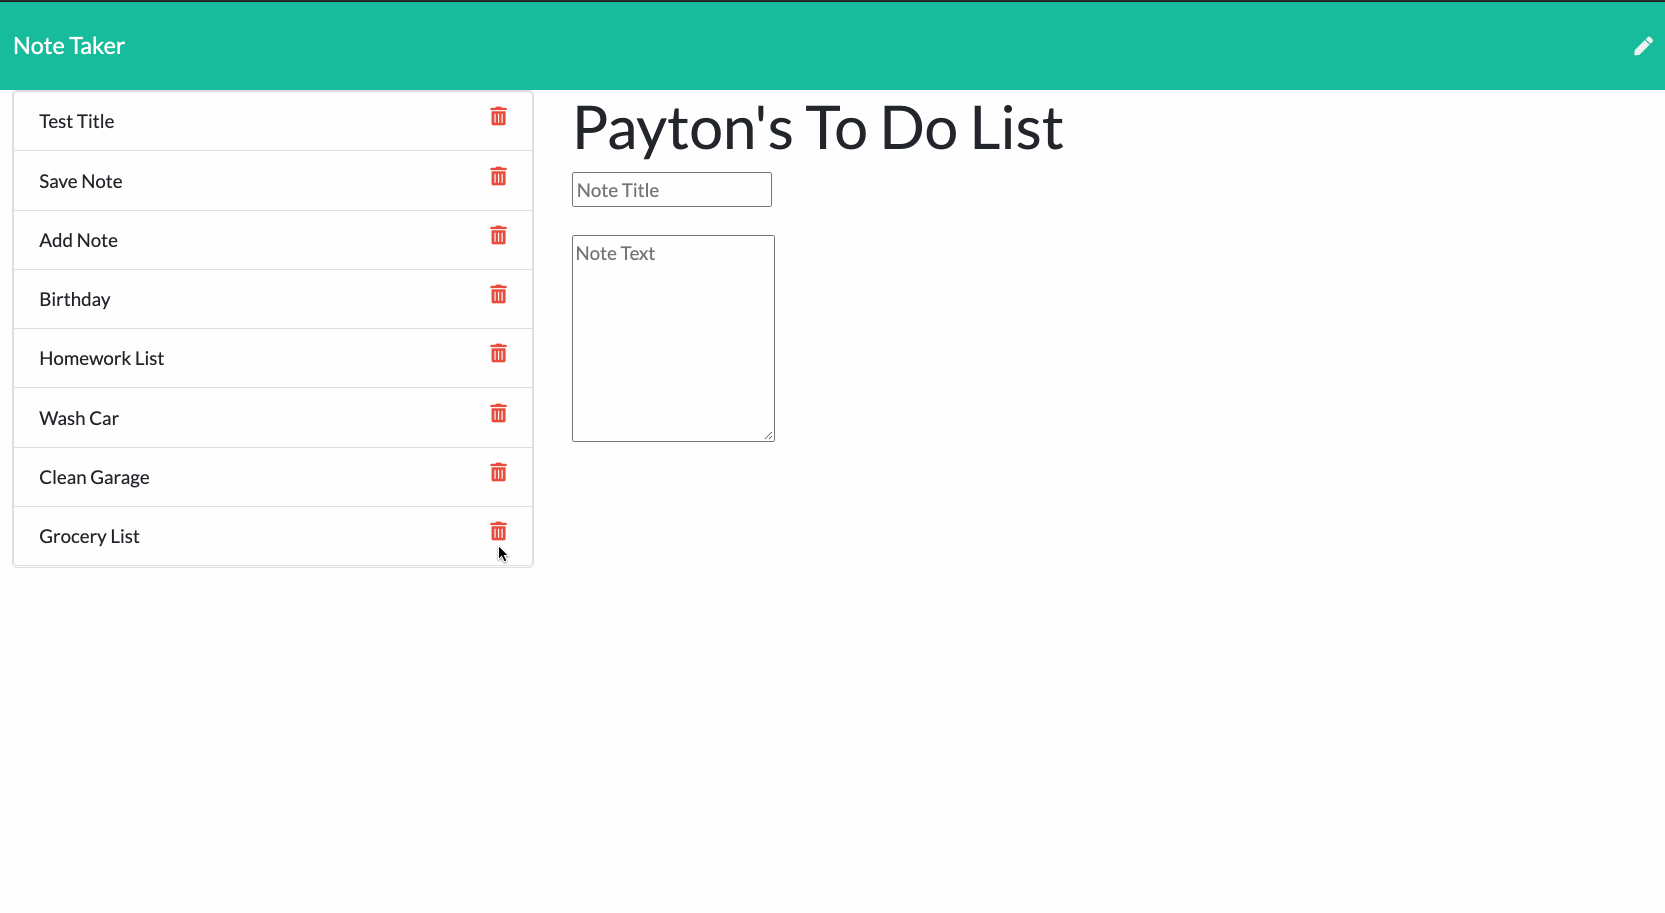 Note Taker
Test Title
Save Note
Add Note
Birthday
Homework List
Wash Car
Clean Garage
Grocery List
Payton's To Do List
Note Title
Note Text